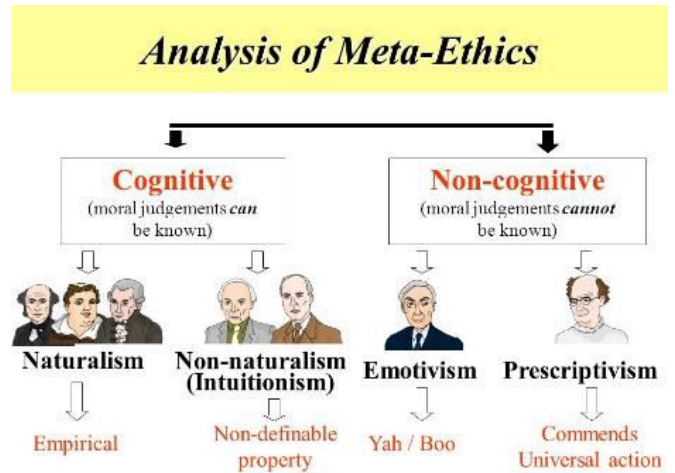 Analysis of Meta-Ethics
Cognitive
(moral judgements can
be known)
Non-cognitive
(moral judgements cannot
be known)
Naturalism
Non-naturalism
(Intuitionism)
Emotivism
Prescriptivism
Empirical
Non-definable
property
Yah / Boo
Commends
Universal action